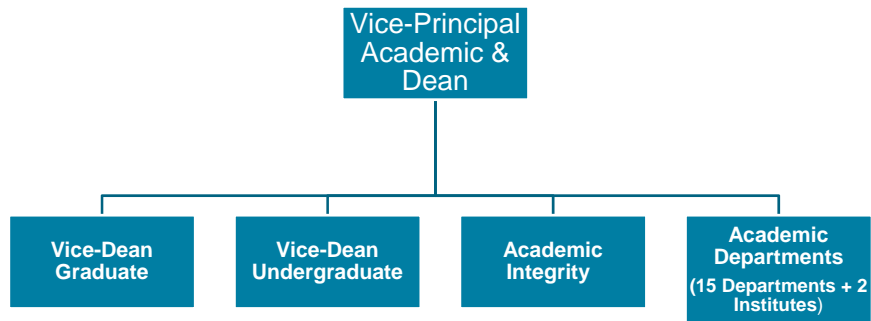 Vice-Principal
Academic &
Dean
Vice-Dean
Graduate
Vice-Dean
Undergraduate
Academic
Integrity
Academic
Departments
(15 Departments + 2
Institutes)